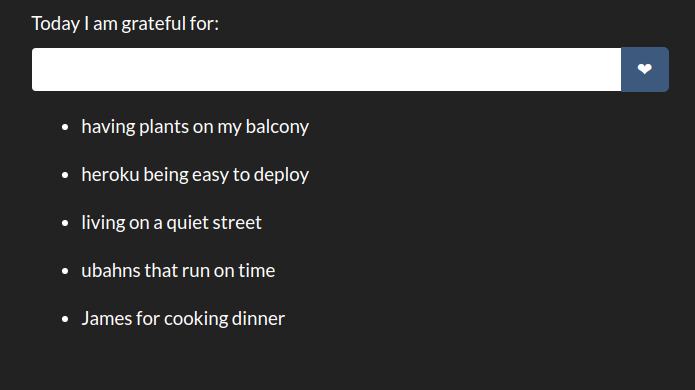 Today I am grateful for:
❤
• having plants on my balcony
• heroku being easy to deploy
• living on a quiet street
• ubahns that run on time
• James for cooking dinner